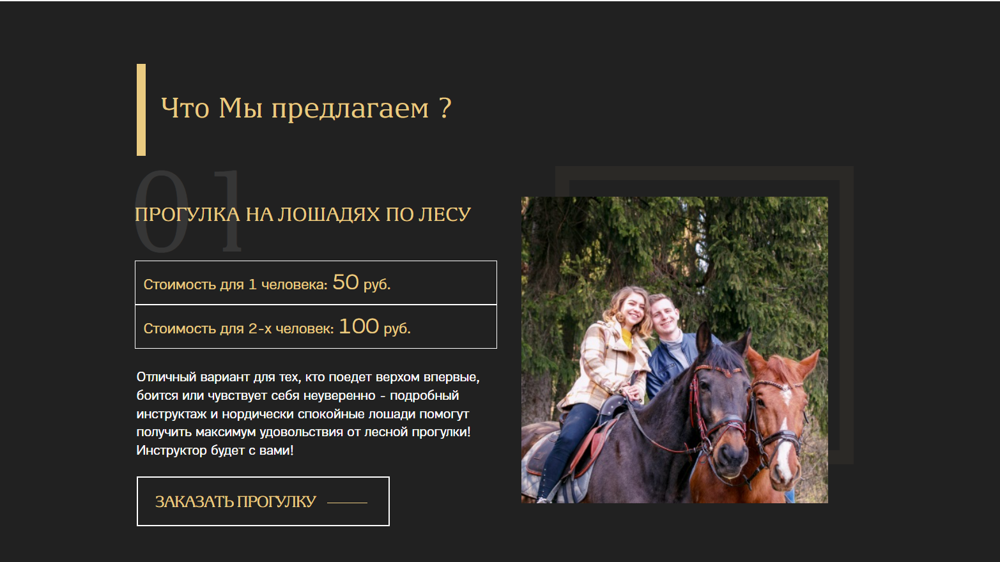 Что Мы предлагаем ?
01
ПРОГУЛКА НА ЛОШАДЯХ ПО ЛЕСУ
Стоимость для 1 человека: 50 руб.
Стоимость для 2-х человек: 100 руб.
Отличный вариант для тех, кто поедет верхом впервые,
боится или чувствует себя неуверенно - подробный
инструктаж и нордически спокойные лошади помогут
получить максимум удовольствия от лесной прогулки!
Инструктор будет с вами!
ЗАКАЗАТЬ ПРОГУЛКУ